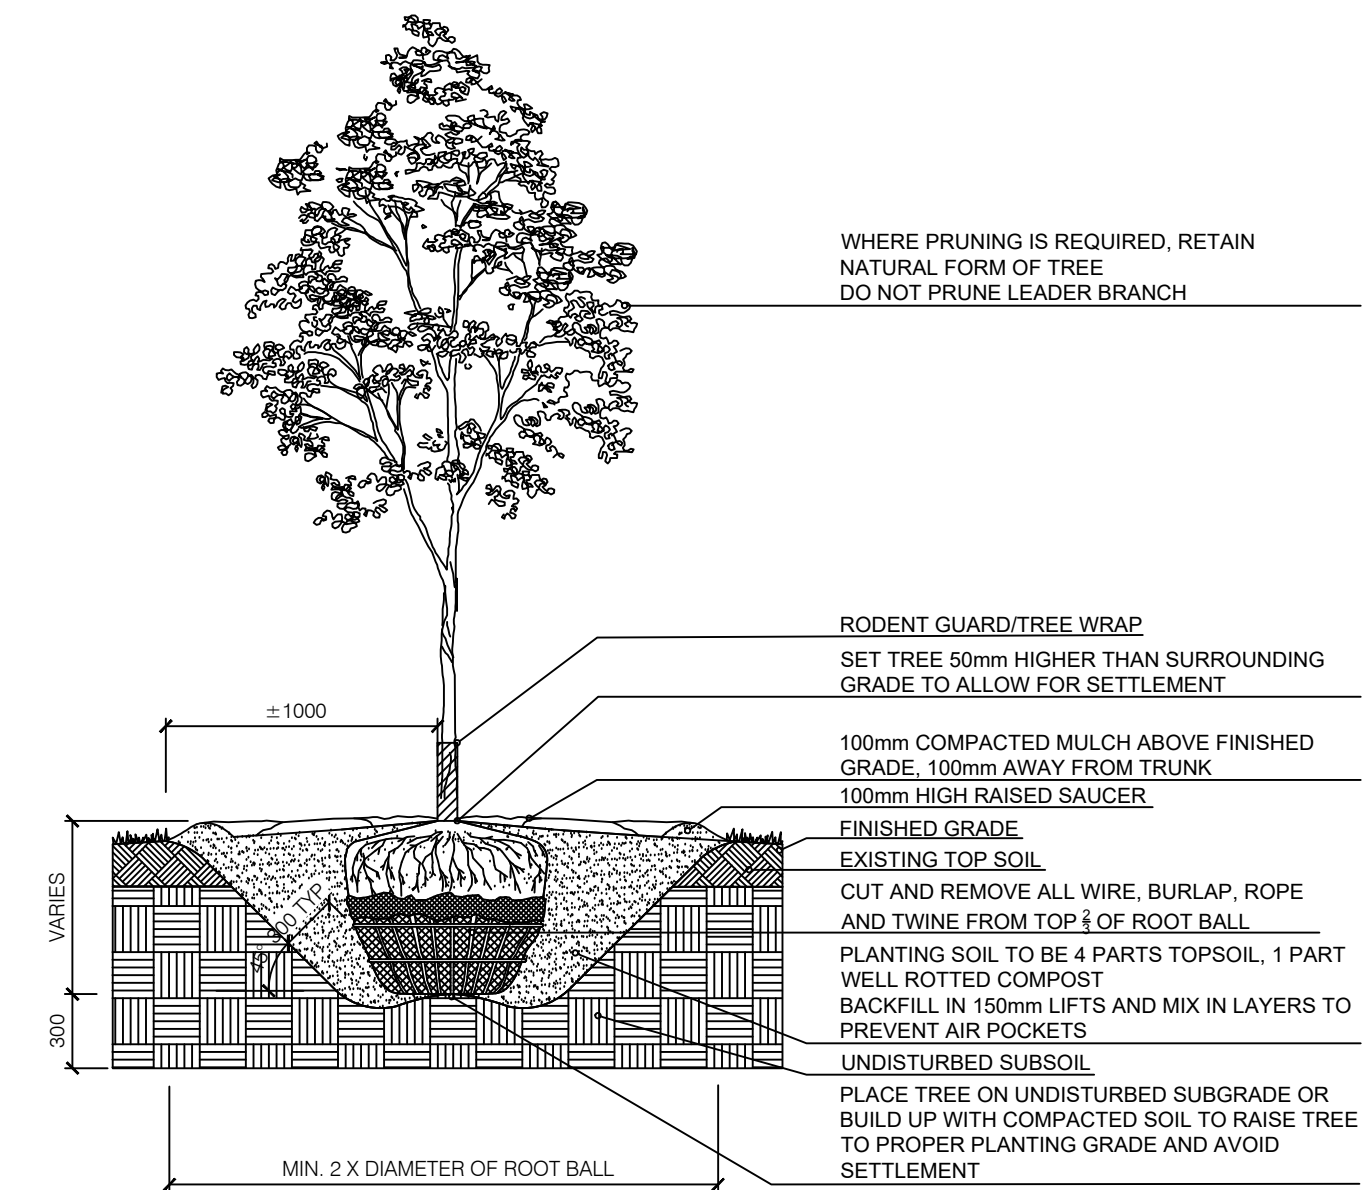 WHERE PRUNING IS REQUIRED, RETAIN
NATURAL FORM OF TREE
DO NOT PRUNE LEADER BRANCH
RODENT GUARD/TREE WRAP
SET TREE 50mm HIGHER THAN SURROUNDING
GRADE TO ALLOW FOR SETTLEMENT
±1000
100mm COMPACTED MULCH ABOVE FINISHED
GRADE, 100mm AWAY FROM TRUNK
100mm HIGH RAISED SAUCER
FINISHED GRADE
EXISTING TOP SOIL
CUT AND REMOVE ALL WIRE, BURLAP, ROPE
AND TWINE FROM TOP 2/3 OF ROOT BALL
VARIES
300 TYP
45°
PLANTING SOIL TO BE 4 PARTS TOPSOIL, 1 PART
WELL ROTTED COMPOST
BACKFILL IN 150mm LIFTS AND MIX IN LAYERS TO
PREVENT AIR POCKETS
300
UNDISTURBED SUBSOIL
PLACE TREE ON UNDISTURBED SUBGRADE OR
BUILD UP WITH COMPACTED SOIL TO RAISE TREE
TO PROPER PLANTING GRADE AND AVOID
SETTLEMENT
MIN. 2 X DIAMETER OF ROOT BALL